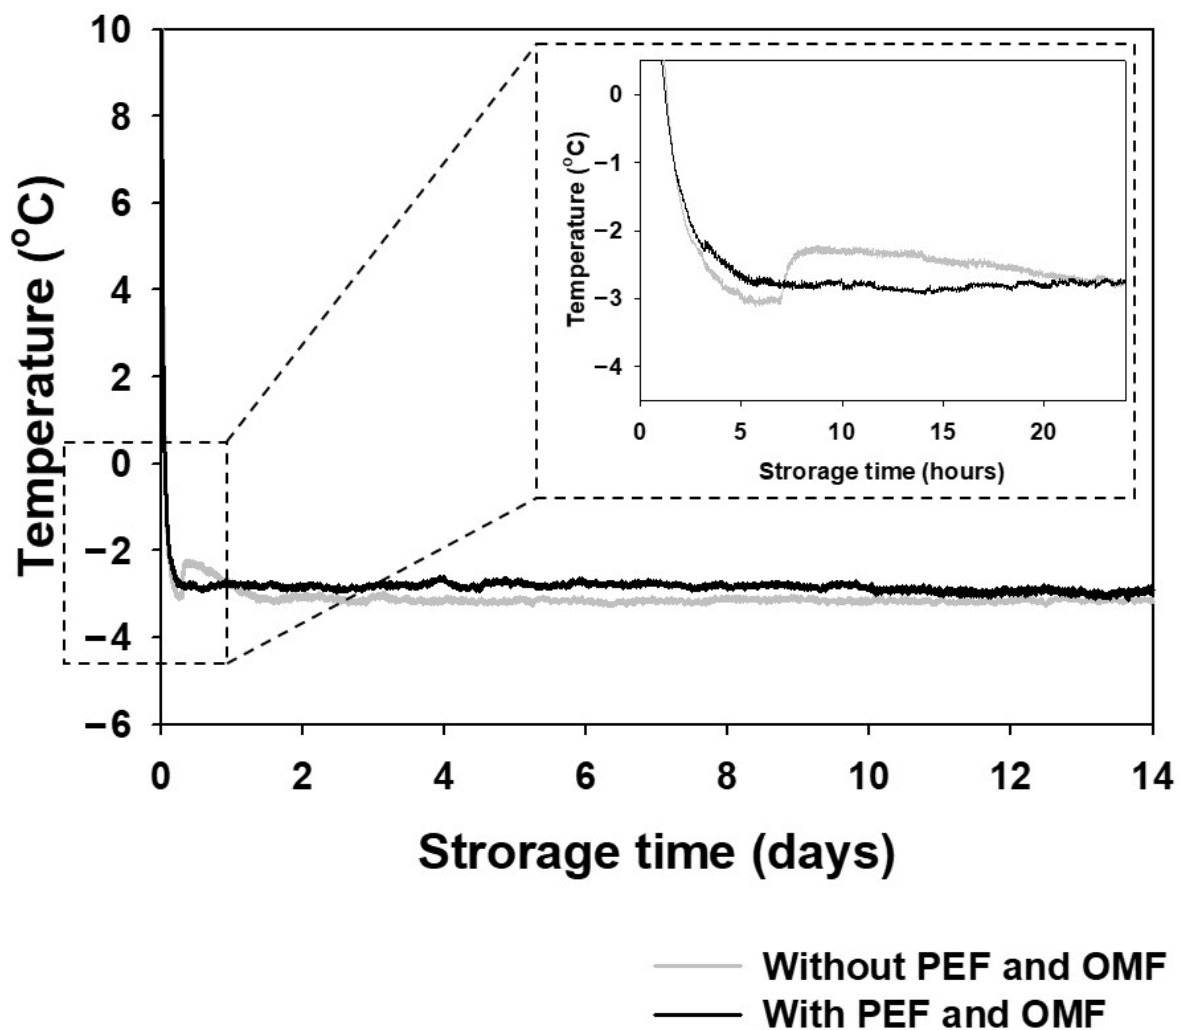 10
8
6
4
2
0
−2
−4
−6
Temperature (°C)
0 2 4 6 8 10 12 14
Strorage time (days)
0
−1
−2
−3
−4
Temperature (°C)
0 5 10 15 20
Strorage time (hours)
Without PEF and OMF
With PEF and OMF